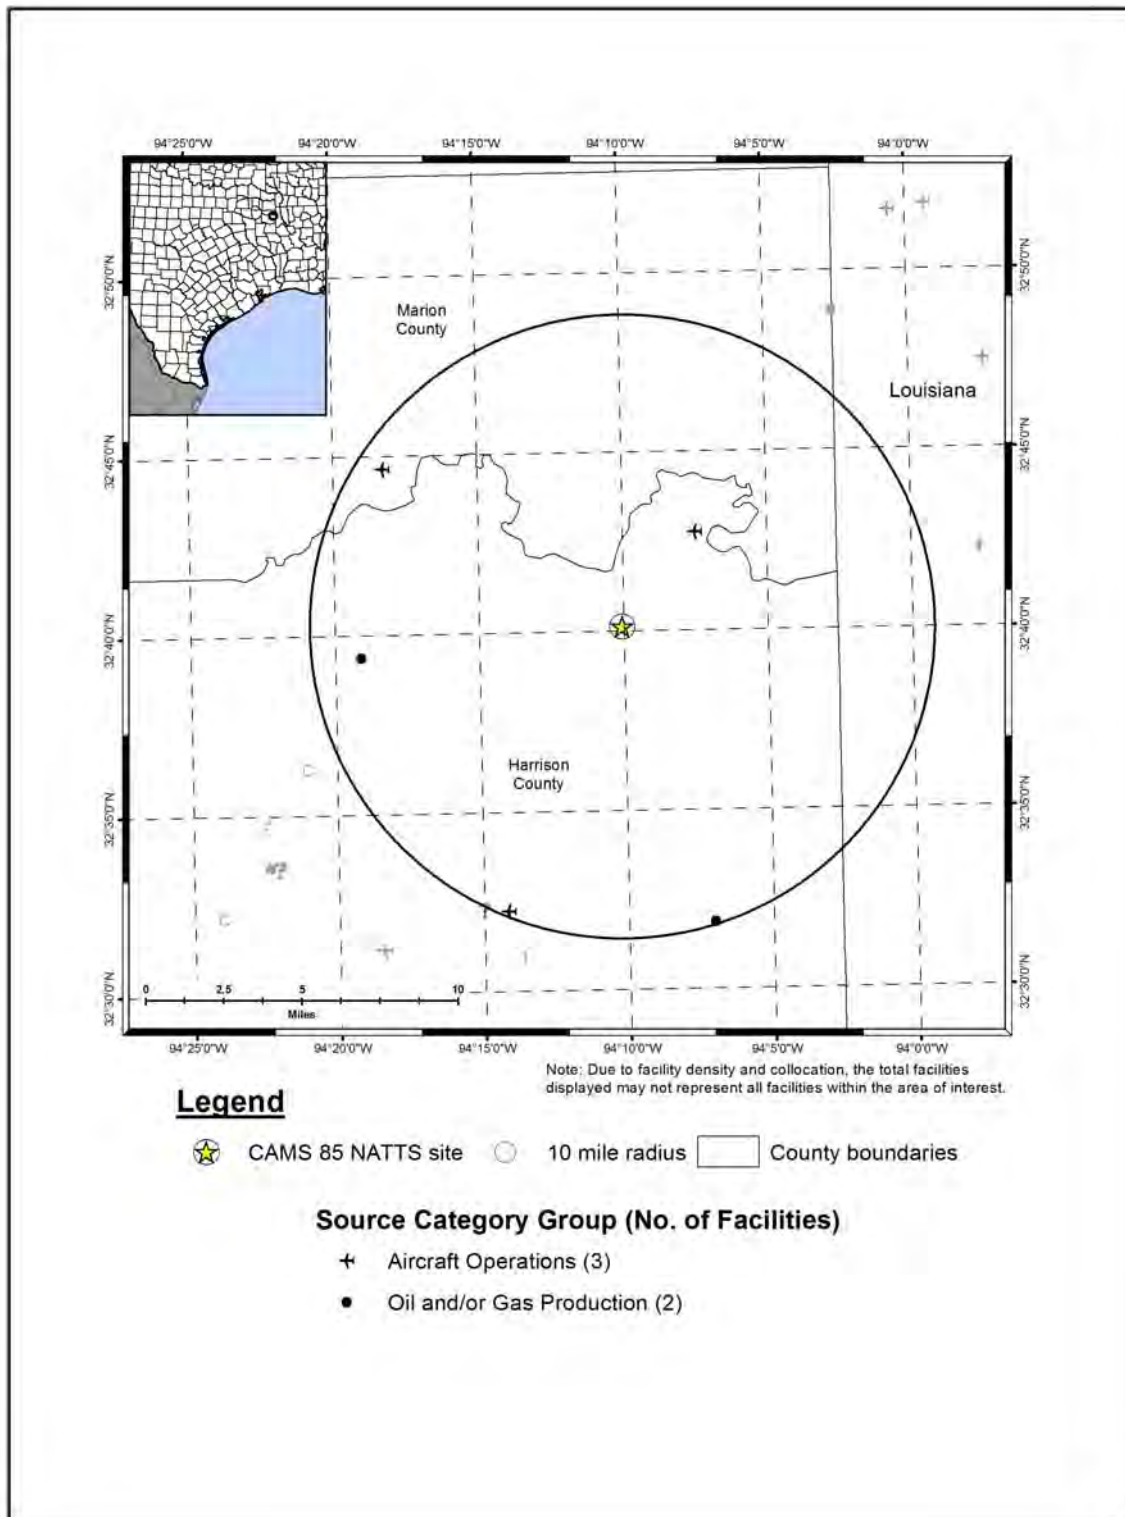 94°25'0"W 94°20'0"W 94°15'0"W 94°10'0"W 94°5'0"W 94°0'0"W
32°50'0"N
32°50'0"N
Marion
County
Louisiana
32°45'0"N
32°45'0"N
32°40'0"N
32°40'0"N
Harrison
County
32°35'0"N
32°35'0"N
32°30'0"N
32°30'0"N
0 2.5 5 10
Miles
94°25'0"W 94°20'0"W 94°15'0"W 94°10'0"W 94°5'0"W 94°0'0"W
Note: Due to facility density and collocation, the total facilities
displayed may not represent all facilities within the area of interest.
Legend
CAMS 85 NATTS site 10 mile radius County boundaries
Source Category Group (No. of Facilities)
Aircraft Operations (3)
Oil and/or Gas Production (2)